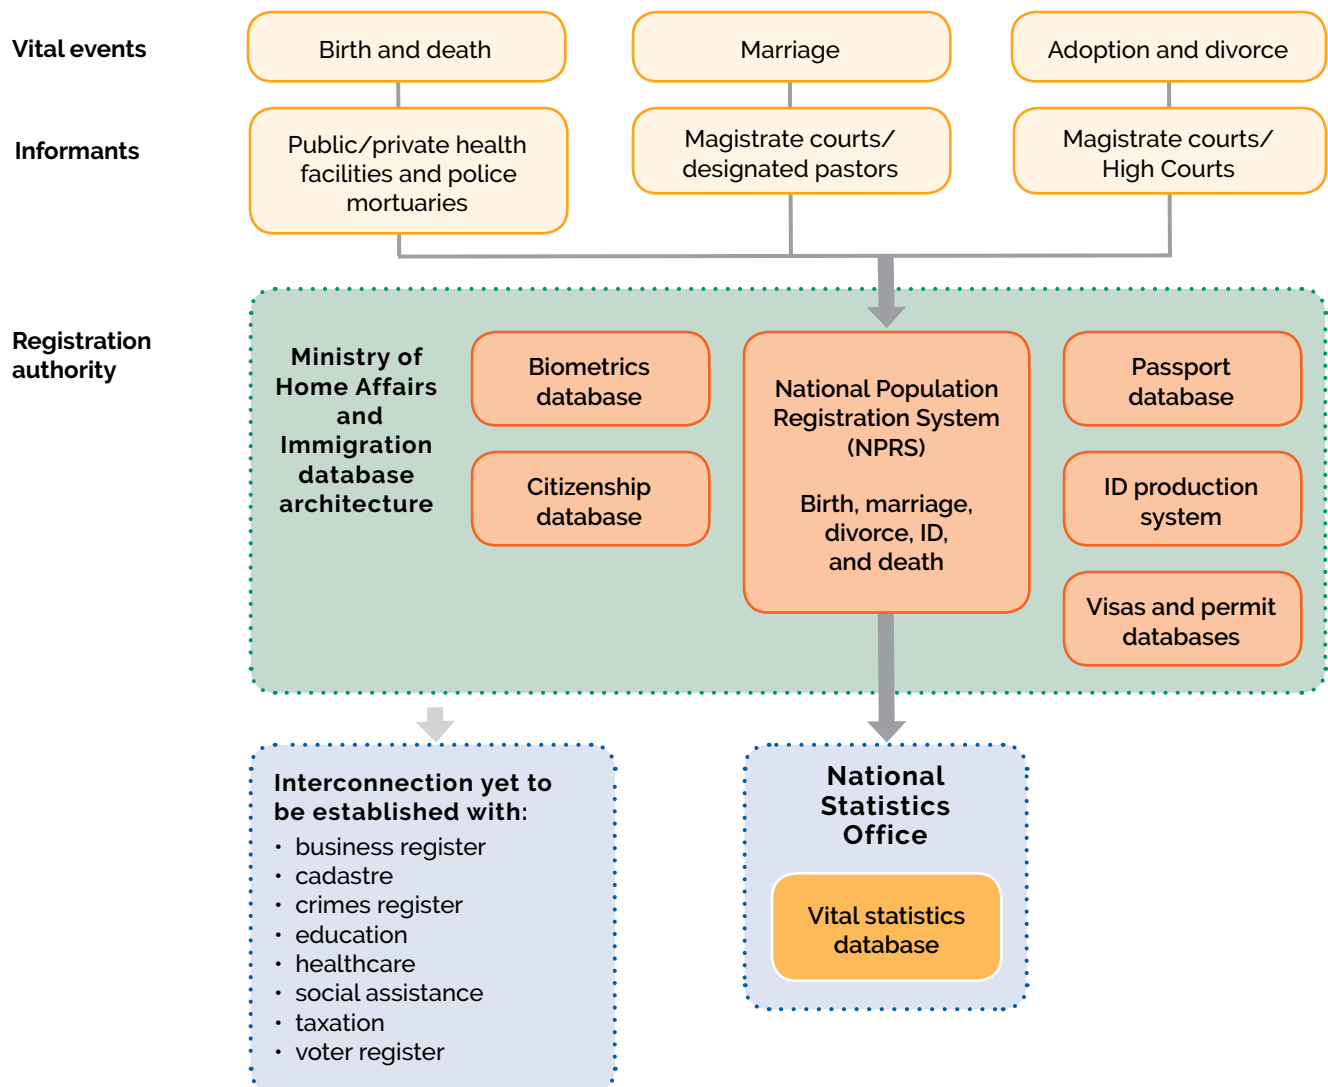 Vital events
Birth and death
Marriage
Adoption and divorce
Informants
Public/private health
facilities and police
mortuaries
Magistrate courts/
designated pastors
Magistrate courts/
High Courts
Registration
authority
Ministry of
Home Affairs
and
Immigration
database
architecture
Biometrics
database
Citizenship
database
National Population
Registration System
(NPRS)
Birth, marriage,
divorce, ID,
and death
Passport
database
ID production
system
Visas and permit
databases
Interconnection yet to
be established with:
• business register
• cadastre
• crimes register
• education
• healthcare
• social assistance
• taxation
• voter register
National
Statistics
Office
Vital statistics
database